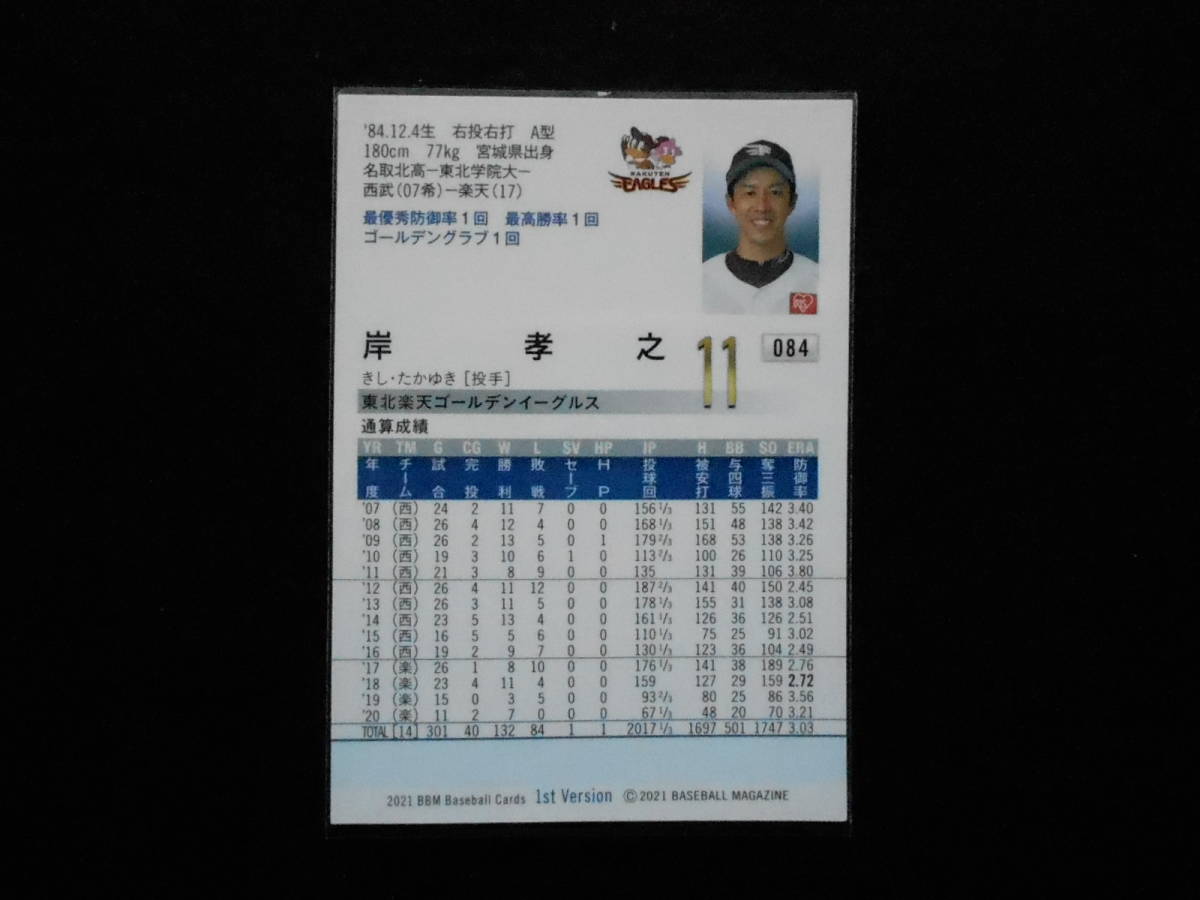 '84.12.4生 右投右打 A型
180cm 77kg 宮城県出身
名取北高ー東北学院大ー
西武(07希)ー楽天(17)
最優秀防御率1回 最高勝率1回
ゴールデングラブ1回
RAKUTEN
EAGLES
岸 孝 之 11 084
きし・たかゆき [投手]
東北楽天ゴールデンイーグルス
通算成績
YR TM G CG W L SV HP IP H BB SO ERA
年度 チーム 試合 完投 勝利 敗戦 セーブ HP 投球回 被安打 与四球 奪三振 防御率
'07 (西) 24 2 11 7 0 0 156 1/3 131 55 142 3.40
'08 (西) 26 4 12 4 0 0 168 1/3 151 48 138 3.42
'09 (西) 26 2 13 5 0 1 179 2/3 168 53 138 3.26
'10 (西) 19 3 10 6 1 0 113 2/3 100 26 110 3.25
'11 (西) 21 3 8 9 0 0 135 131 39 106 3.80
'12 (西) 26 4 11 12 0 0 187 2/3 141 40 150 2.45
'13 (西) 26 3 11 5 0 0 178 1/3 155 31 138 3.08
'14 (西) 23 5 13 4 0 0 161 1/3 126 36 126 2.51
'15 (西) 16 5 5 6 0 0 110 1/3 75 25 91 3.02
'16 (西) 19 2 9 7 0 0 130 1/3 123 36 104 2.49
'17 (楽) 26 1 8 10 0 0 176 1/3 141 38 189 2.76
'18 (楽) 23 4 11 4 0 0 159 127 29 159 2.72
'19 (楽) 15 0 3 5 0 0 93 2/3 80 25 86 3.56
'20 (楽) 11 2 7 0 0 0 67 1/3 48 20 70 3.21
TOTAL [14] 301 40 132 84 1 1 2017 1/3 1697 501 1747 3.03
2021 BBM Baseball Cards 1st Version ©2021 BASEBALL MAGAZINE